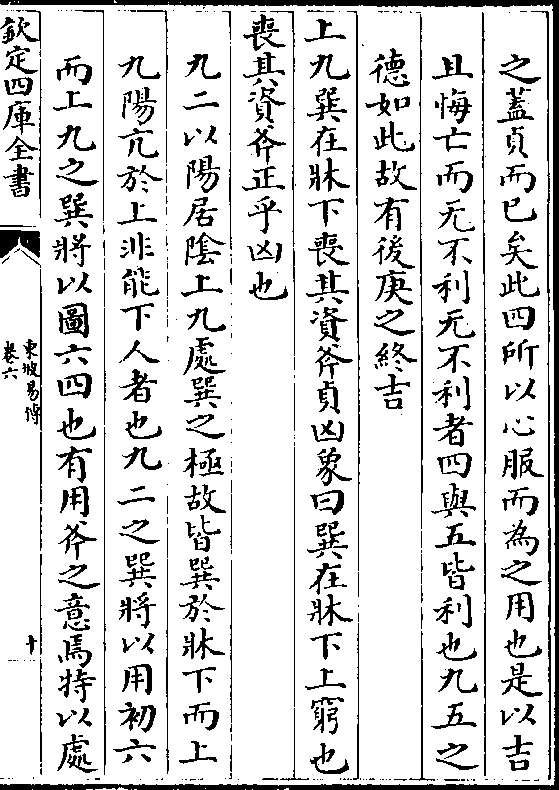 之蓋貞而已矣此四所以心服而為之用也是以吉
且悔亡而无不利无不利者四與五皆利也九五之
德如此故有後庚之終吉
上九巽在牀下喪其資斧貞凶象曰巽在牀下上窮也
喪其資斧正乎凶也
九二以陽居陰上九處巽之極故皆巽於牀下而上
九陽亢於上非能下人者也九二之巽將以用初六
而上九之巽將以圖六四也有用斧之意焉特以處
欽定四庫全書
東坡易傳
卷六
十